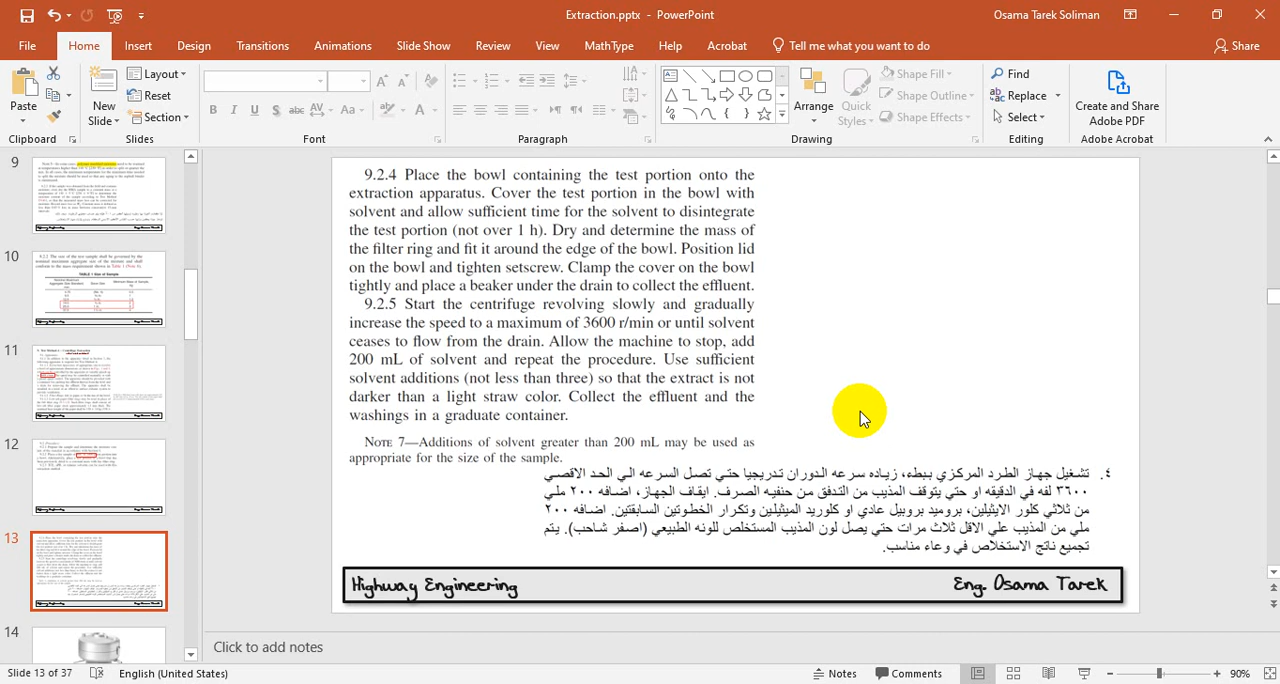 Extraction.pptx - PowerPoint
Osama Tarek Soliman
File Home Insert Design Transitions Animations Slide Show Review View MathType Help Acrobat Tell me what you want to do Share
Paste
New Slide
Layout
Reset
Section
B I U S abc AV Aa A
Arrange
Quick Styles
Shape Fill
Shape Outline
Shape Effects
Find
Replace
Select
Create and Share Adobe PDF
Clipboard Slides Font Paragraph Drawing Editing Adobe Acrobat
9
10
11
12
13
14
9.2.4 Place the bowl containing the test portion onto the
extraction apparatus. Cover the test portion in the bowl with
solvent and allow sufficient time for the solvent to disintegrate
the test portion (not over 1 h). Dry and determine the mass of
the filter ring and fit it around the edge of the bowl. Position lid
on the bowl and tighten setscrew. Clamp the cover on the bowl
tightly and place a beaker under the drain to collect the effluent
9.2.5 Start the centrifuge revolving slowly and gradually
increase the speed to a maximum of 3600 r/min or until solvent
ceases to flow from the drain. Allow the machine to stop, add
200 mL of solvent and repeat the procedure. Use sufficient
solvent additions (not less than three) so that the extract is not
darker than a light straw color. Collect the effluent and the
washings in a graduate container.
NOTE 7—Additions of solvent greater than 200 mL may be used as
appropriate for the size of the sample.
٤. تشغيل جهاز الطرد المركزي ببطء، زياده سرعه الدوران تدريجيا حتي تصل السرعه الي الحد الاقصي
٣٦٠٠ لفه في الدقيقه او حتي يتوقف المذيب من التدفق من حنفيه الصرف. ايقاف الجهاز، اضافه ٢٠٠ ملي
من ثلاثي كلور الايثيلين، بروميد بروبيل عادي او كلوريد الميثيلين وتكرار الخطوتين السابقتين. اضافه ٢٠٠
ملي من المذيب علي الاقل ثلاث مرات حتي يصل لون المذيب المستخلص للونه الطبيعي (اصفر شاحب). يتم
تجميع ناتج الاستخلاص في وعاء مناسب.
Highway Engineering
Eng. Osama Tarek
Click to add notes
Slide 13 of 37 English (United States) Notes Comments 90%